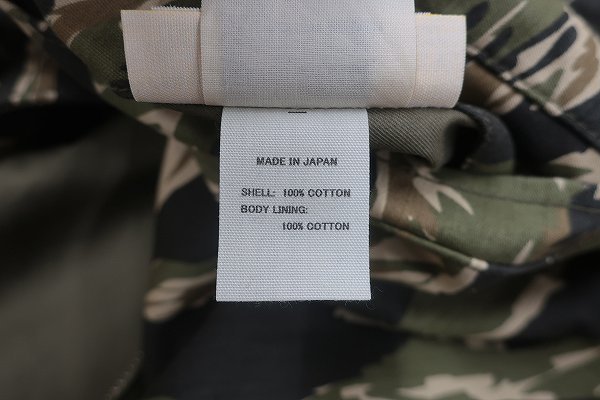 MADE IN JAPAN
SHELL: 100% COTTON
BODY LINING:
100% COTTON